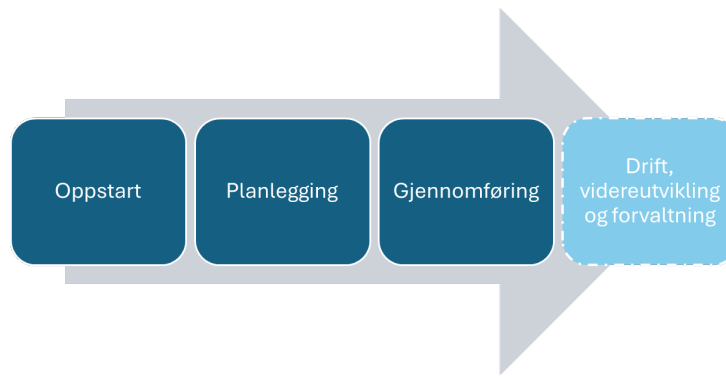 Oppstart
Planlegging
Gjennomføring
Drift,
videreutvikling
og forvaltning